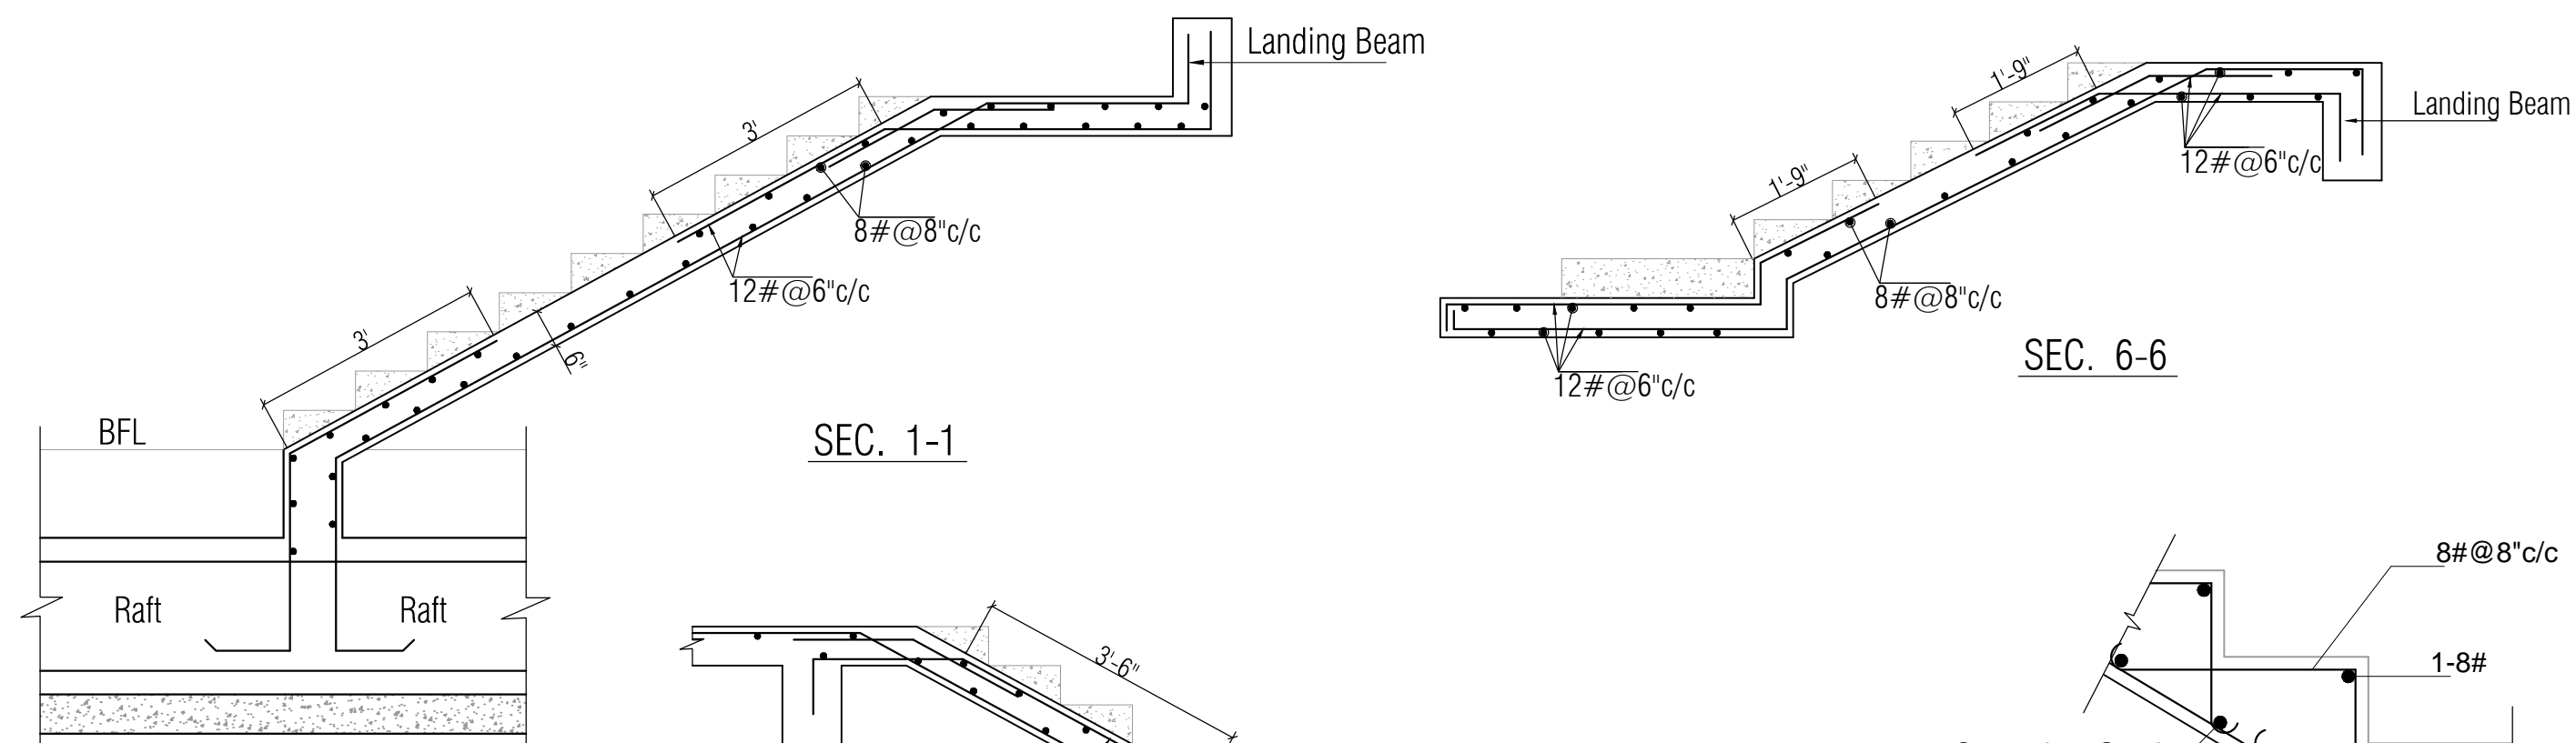 Landing Beam
3'
8#@8"c/c
12#@6"c/c
3'
6"
BFL
SEC. 1-1
Raft
Raft
1'-9"
Landing Beam
12#@6"c/c
1'-9"
8#@8"c/c
12#@6"c/c
SEC. 6-6
3'-6"
8#@8"c/c
1-8#